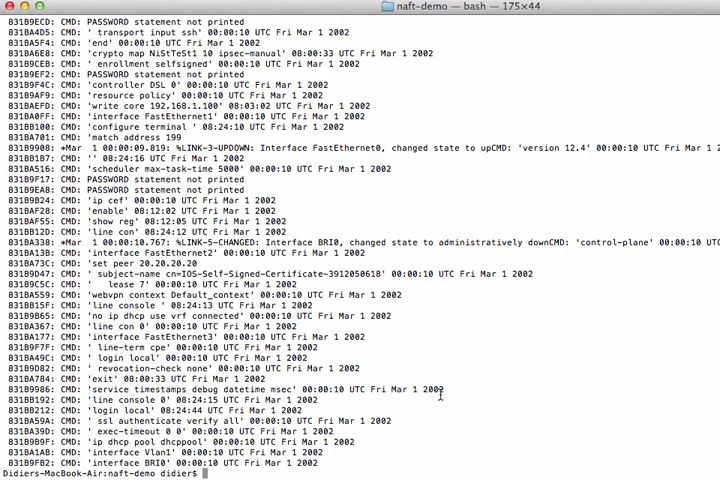 naft-demo — bash — 175×44
831B9ECD: CMD: PASSWORD statement not printed
831BA4D5: CMD: ' transport input ssh' 00:00:10 UTC Fri Mar 1 2002
831BA5F4: CMD: 'end' 00:00:10 UTC Fri Mar 1 2002
831BA6E8: CMD: 'crypto map NiStTeSt1 10 ipsec-manual' 08:00:33 UTC Fri Mar 1 2002
831B9CEB: CMD: ' enrollment selfsigned' 00:00:10 UTC Fri Mar 1 2002
831B9EF2: CMD: PASSWORD statement not printed
831B9F4C: CMD: 'controller DSL 0' 00:00:10 UTC Fri Mar 1 2002
831B9AF9: CMD: 'resource policy' 00:00:10 UTC Fri Mar 1 2002
831BAEFD: CMD: 'write core 192.168.1.100' 08:03:02 UTC Fri Mar 1 2002
831BA0FF: CMD: 'interface FastEthernet1' 00:00:10 UTC Fri Mar 1 2002
831BB100: CMD: 'configure terminal ' 08:24:10 UTC Fri Mar 1 2002
831BA701: CMD: 'match address 199
831B9908: CMD: *Mar  1 00:00:09.819: %LINK-3-UPDOWN: Interface FastEthernet0, changed state to upCMD: 'version 12.4' 00:00:10 UTC Fri Mar 1 2
831BB1B7: CMD: '' 08:24:16 UTC Fri Mar 1 2002
831BA516: CMD: 'scheduler max-task-time 5000' 00:00:10 UTC Fri Mar 1 2002
831B9F17: CMD: PASSWORD statement not printed
831B9EA8: CMD: PASSWORD statement not printed
831B9B24: CMD: 'ip cef' 00:00:10 UTC Fri Mar 1 2002
831BAF28: CMD: 'enable' 08:12:02 UTC Fri Mar 1 2002
831BAF55: CMD: 'show reg' 08:12:05 UTC Fri Mar 1 2002
831BB12D: CMD: 'line con' 08:24:12 UTC Fri Mar 1 2002
831BA338: CMD: *Mar  1 00:00:10.767: %LINK-5-CHANGED: Interface BRI0, changed state to administratively downCMD: 'control-plane' 00:00:10 UTC
831BA13B: CMD: 'interface FastEthernet2' 00:00:10 UTC Fri Mar 1 2002
831BA73C: CMD: 'set peer 20.20.20.20
831B9D47: CMD: ' subject-name cn=IOS-Self-Signed-Certificate-3912050618' 00:00:10 UTC Fri Mar 1 2002
831B9C5C: CMD: '   lease 7' 00:00:10 UTC Fri Mar 1 2002
831BA559: CMD: 'webvpn context Default_context' 00:00:10 UTC Fri Mar 1 2002
831BB15F: CMD: 'line console ' 08:24:13 UTC Fri Mar 1 2002
831B9B65: CMD: 'no ip dhcp use vrf connected' 00:00:10 UTC Fri Mar 1 2002
831BA367: CMD: 'line con 0' 00:00:10 UTC Fri Mar 1 2002
831BA177: CMD: 'interface FastEthernet3' 00:00:10 UTC Fri Mar 1 2002
831B9F7F: CMD: ' line-term cpe' 00:00:10 UTC Fri Mar 1 2002
831BA49C: CMD: ' login local' 00:00:10 UTC Fri Mar 1 2002
831B9D82: CMD: ' revocation-check none' 00:00:10 UTC Fri Mar 1 2002
831BA784: CMD: 'exit' 08:00:33 UTC Fri Mar 1 2002
831B9986: CMD: 'service timestamps debug datetime msec' 00:00:10 UTC Fri Mar 1 2002
831BB192: CMD: 'line console 0' 08:24:15 UTC Fri Mar 1 2002
831BB212: CMD: 'login local' 08:24:44 UTC Fri Mar 1 2002
831BA59A: CMD: ' ssl authenticate verify all' 00:00:10 UTC Fri Mar 1 2002
831BA39D: CMD: ' exec-timeout 0 0' 00:00:10 UTC Fri Mar 1 2002
831B9B9F: CMD: 'ip dhcp pool dhcppool' 00:00:10 UTC Fri Mar 1 2002
831BA1AB: CMD: 'interface Vlan1' 00:00:10 UTC Fri Mar 1 2002
831B9FB2: CMD: 'interface BRI0' 00:00:10 UTC Fri Mar 1 2002
Didiers-MacBook-Air:naft-demo didier$